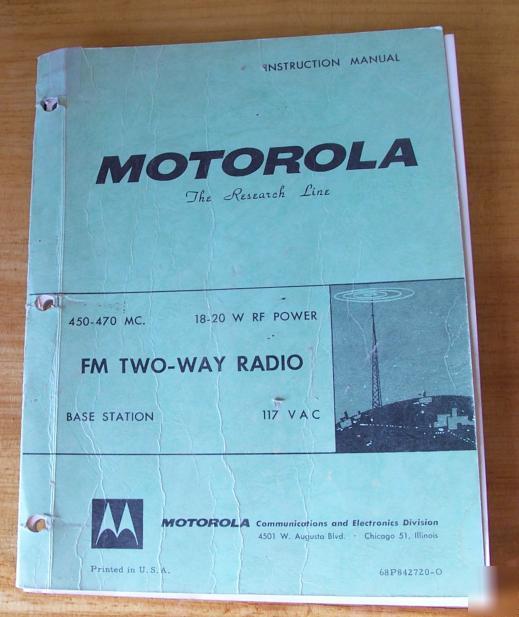 INSTRUCTION MANUAL
MOTOROLA
The Research Line
450-470 MC.
18-20 W RF POWER
FM TWO-WAY RADIO
BASE STATION
117 VAC
MOTOROLA Communications and Electronics Division
4501 W. Augusta Blvd. · Chicago 51, Illinois
Printed in U.S.A.
68P842720-O